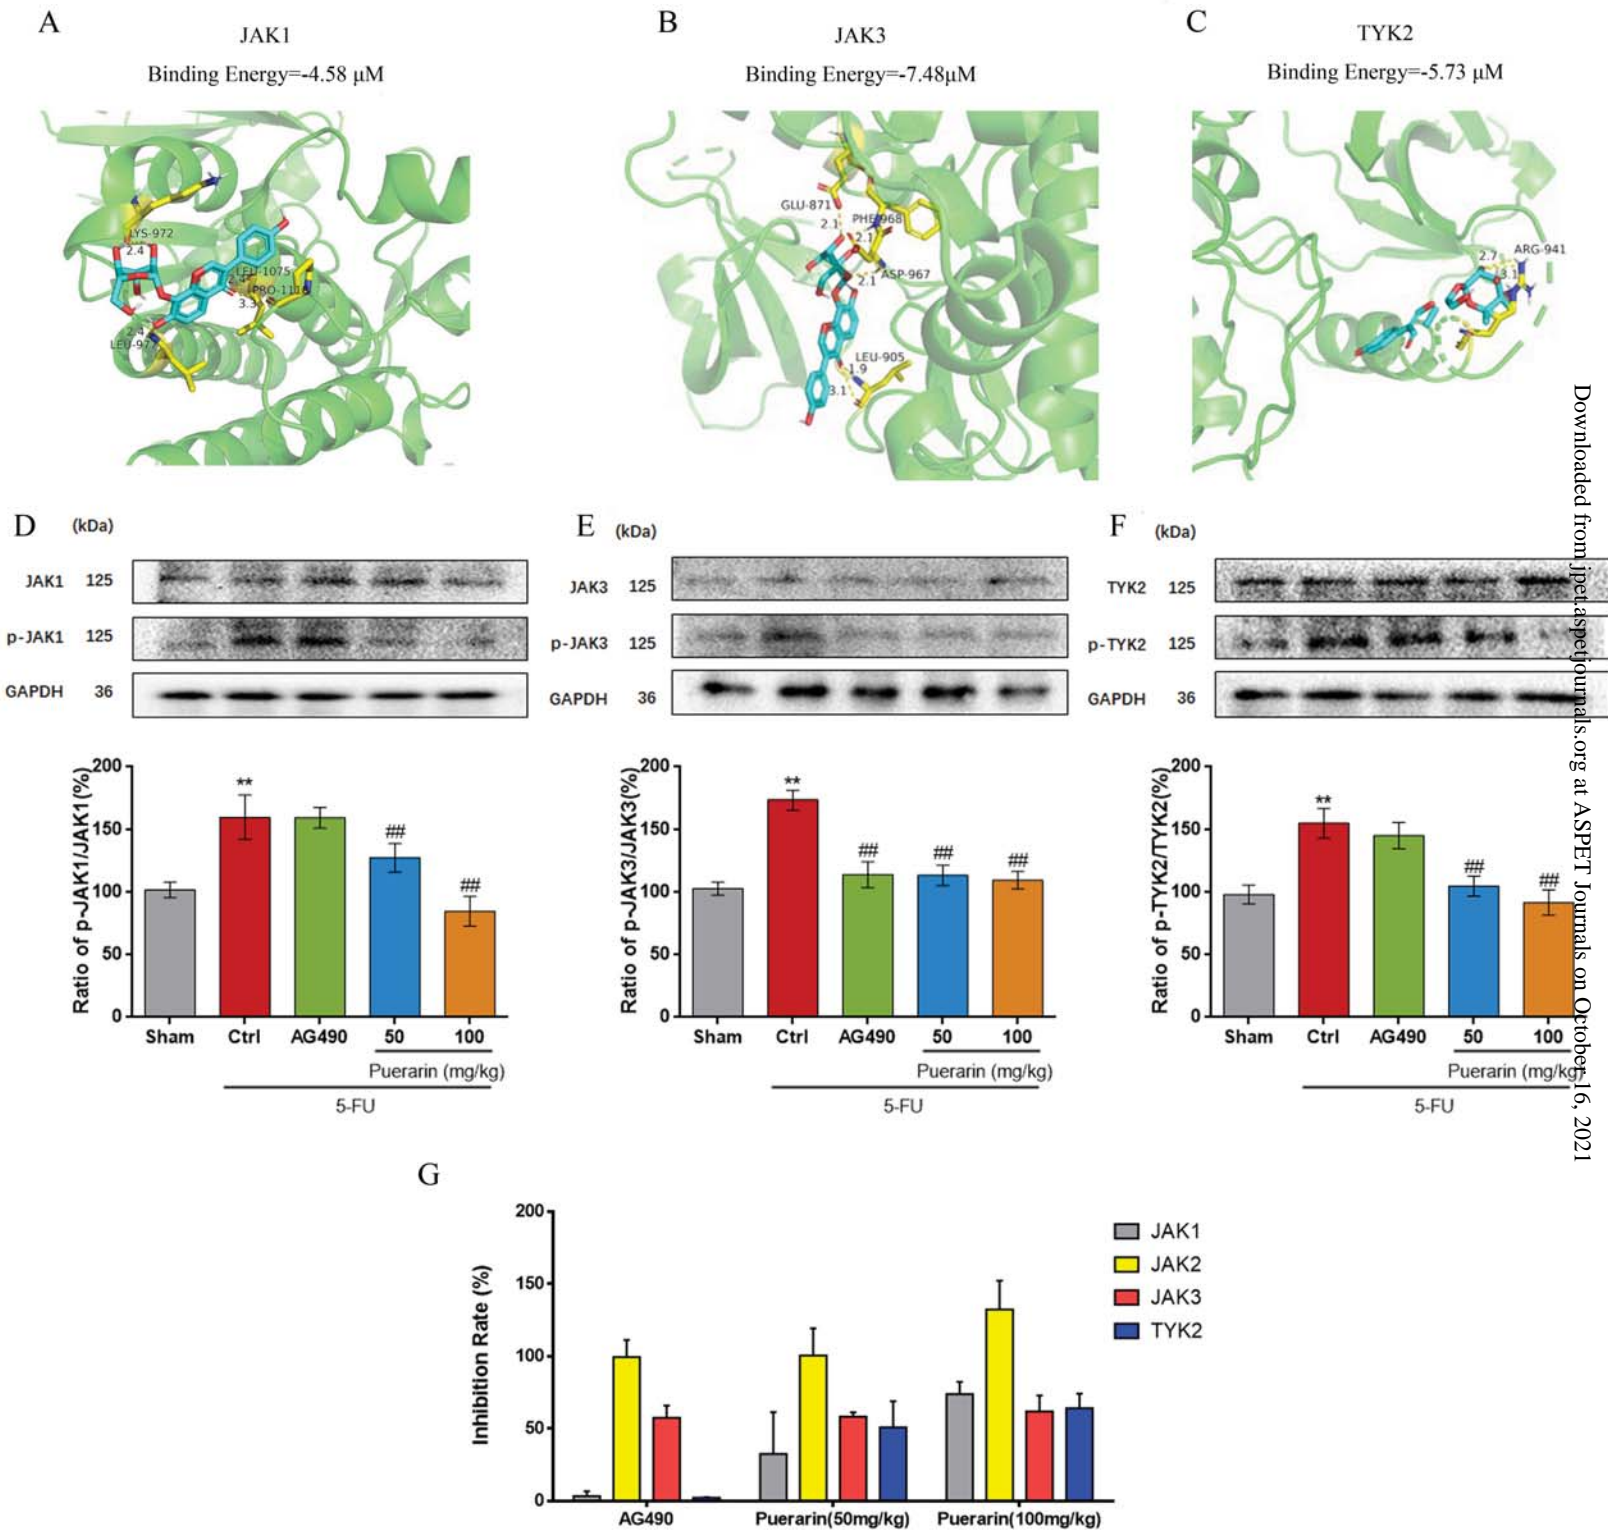 A
JAK1
Binding Energy=-4.58 μM
LYS-972
2.4
LEU-1075
2.4
3.3
2.4
B
JAK3
Binding Energy=-7.48μM
GLU-871
2.1
PHE-968
2.1
ASP-967
2.1
LEU-905
1.9
3.1
C
TYK2
Binding Energy=-5.73 μM
2.7
ARG-941
3.1
D
(kDa)
JAK1 125
p-JAK1 125
GAPDH 36
E
(kDa)
JAK3 125
p-JAK3 125
GAPDH 36
F
(kDa)
TYK2 125
p-TYK2 125
GAPDH 36
Ratio of p-JAK1/JAK1(%)
200
150
100
50
0
**
##
##
Sham Ctrl AG490 50 100
Puerarin (mg/kg)
5-FU
Ratio of p-JAK3/JAK3(%)
200
150
100
50
0
**
##
##
##
Sham Ctrl AG490 50 100
Puerarin (mg/kg)
5-FU
Ratio of p-TYK2/TYK2(%)
200
150
100
50
0
**
##
##
Sham Ctrl AG490 50 100
Puerarin (mg/kg)
5-FU
G
Inhibition Rate (%)
200
150
100
50
0
AG490 Puerarin(50mg/kg) Puerarin(100mg/kg)
JAK1
JAK2
JAK3
TYK2
Downloaded from jpet.aspetjournals.org at ASPET Journals on October 16, 2021